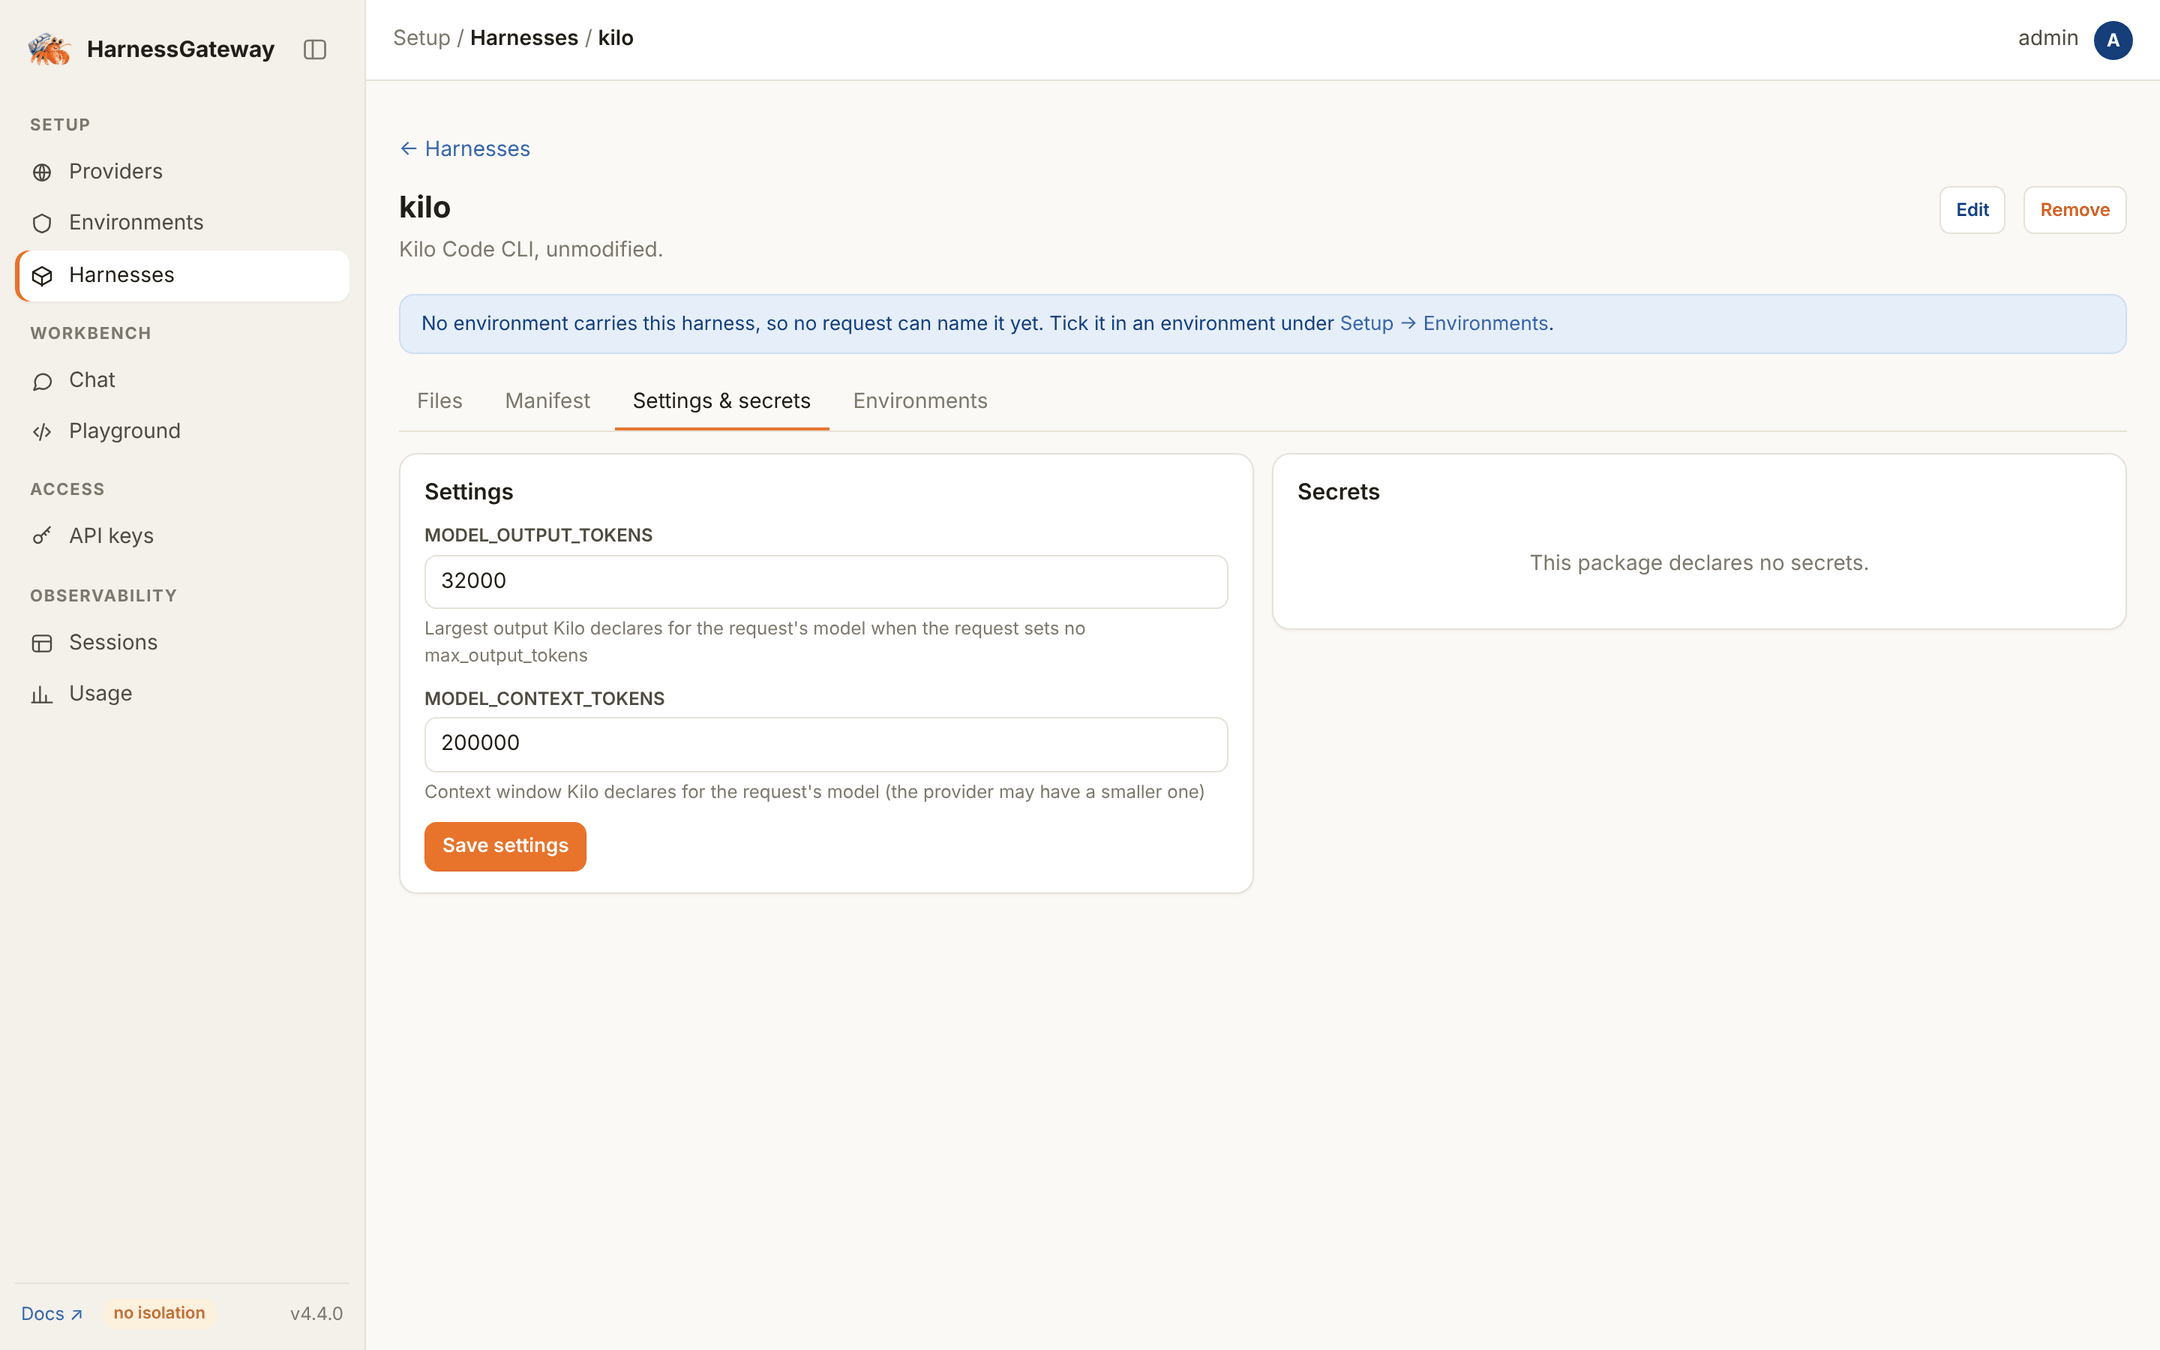 HarnessGateway
SETUP
Providers
Environments
Harnesses
WORKBENCH
Chat
Playground
ACCESS
API keys
OBSERVABILITY
Sessions
Usage
Docs ↗
no isolation
v4.4.0
Setup / Harnesses / kilo
admin
A
← Harnesses
kilo
Kilo Code CLI, unmodified.
Edit
Remove
No environment carries this harness, so no request can name it yet. Tick it in an environment under Setup → Environments.
Files
Manifest
Settings & secrets
Environments
Settings
MODEL_OUTPUT_TOKENS
32000
Largest output Kilo declares for the request's model when the request sets no
max_output_tokens
MODEL_CONTEXT_TOKENS
200000
Context window Kilo declares for the request's model (the provider may have a smaller one)
Save settings
Secrets
This package declares no secrets.